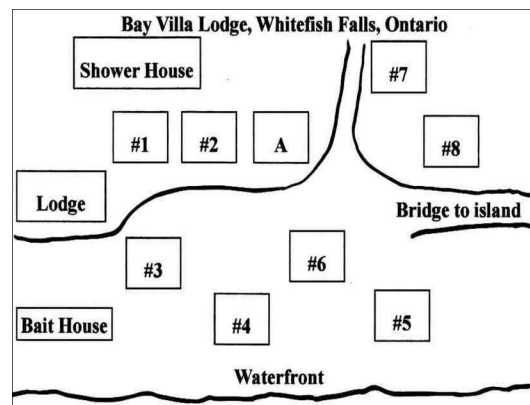 Bay Villa Lodge, Whitefish Falls, Ontario
Shower House
#7
#1
#2
A
#8
Lodge
Bridge to island
#3
#6
Bait House
#4
#5
Waterfront